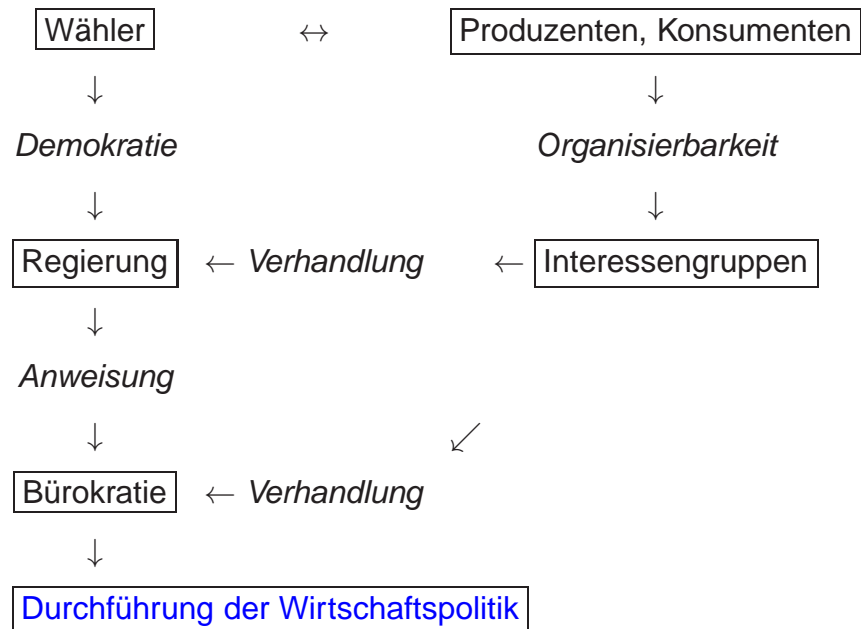 Wähler ↔ Produzenten, Konsumenten
↓ ↓
Demokratie Organisierbarkeit
↓ ↓
Regierung ← Verhandlung ← Interessengruppen
↓
Anweisung
↓ ↙
Bürokratie ← Verhandlung
↓
Durchführung der Wirtschaftspolitik